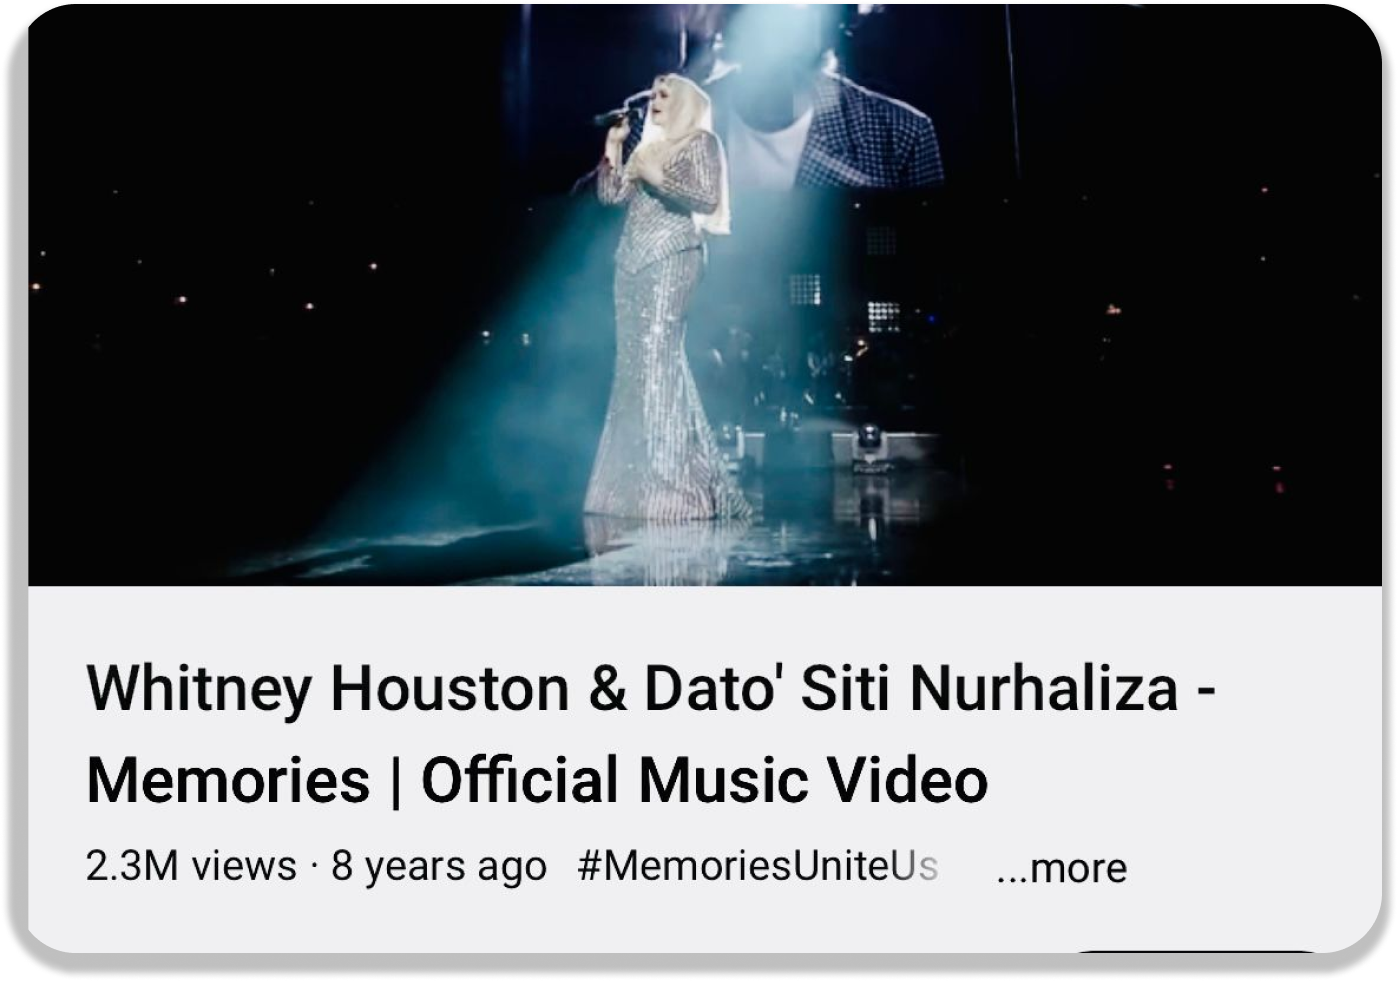 Whitney Houston & Dato' Siti Nurhaliza -
Memories | Official Music Video
2.3M views · 8 years ago #MemoriesUniteUs ...more